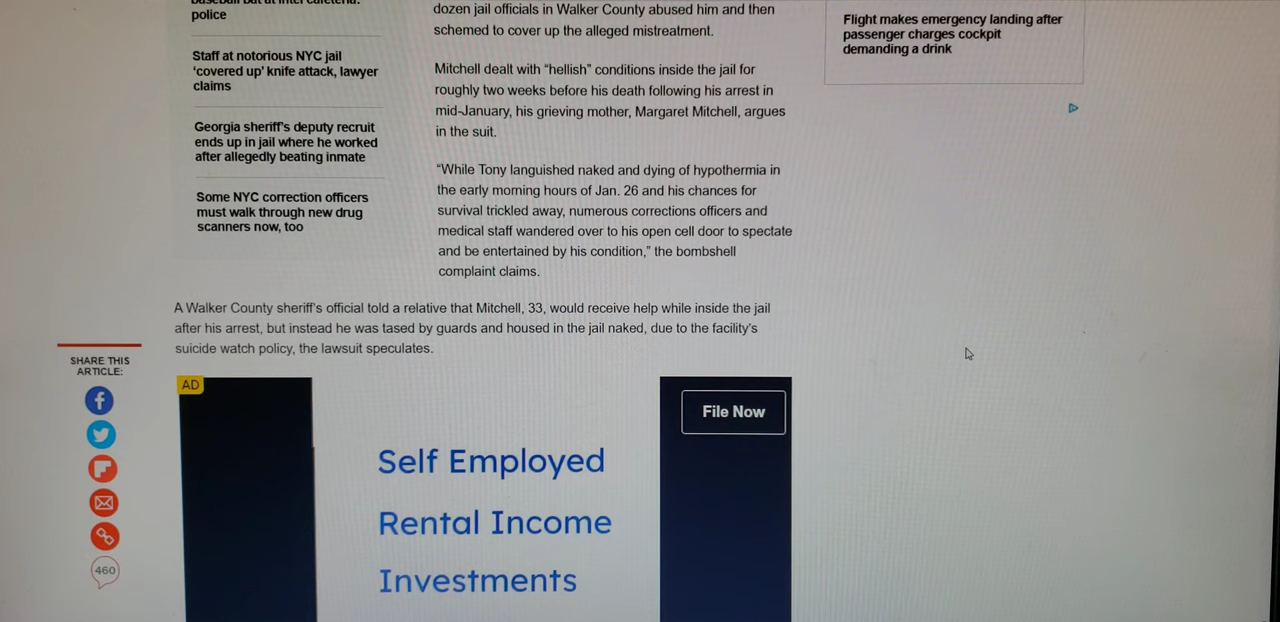 police
Staff at notorious NYC jail
‘covered up’ knife attack, lawyer
claims
Georgia sheriff's deputy recruit
ends up in jail where he worked
after allegedly beating inmate
Some NYC correction officers
must walk through new drug
scanners now, too
dozen jail officials in Walker County abused him and then
schemed to cover up the alleged mistreatment.
Mitchell dealt with “hellish” conditions inside the jail for
roughly two weeks before his death following his arrest in
mid-January, his grieving mother, Margaret Mitchell, argues
in the suit.
“While Tony languished naked and dying of hypothermia in
the early morning hours of Jan. 26 and his chances for
survival trickled away, numerous corrections officers and
medical staff wandered over to his open cell door to spectate
and be entertained by his condition,” the bombshell
complaint claims.
Flight makes emergency landing after
passenger charges cockpit
demanding a drink
A Walker County sheriff's official told a relative that Mitchell, 33, would receive help while inside the jail
after his arrest, but instead he was tased by guards and housed in the jail naked, due to the facility's
suicide watch policy, the lawsuit speculates.
SHARE THIS
ARTICLE:
460
AD
Self Employed
Rental Income
Investments
File Now